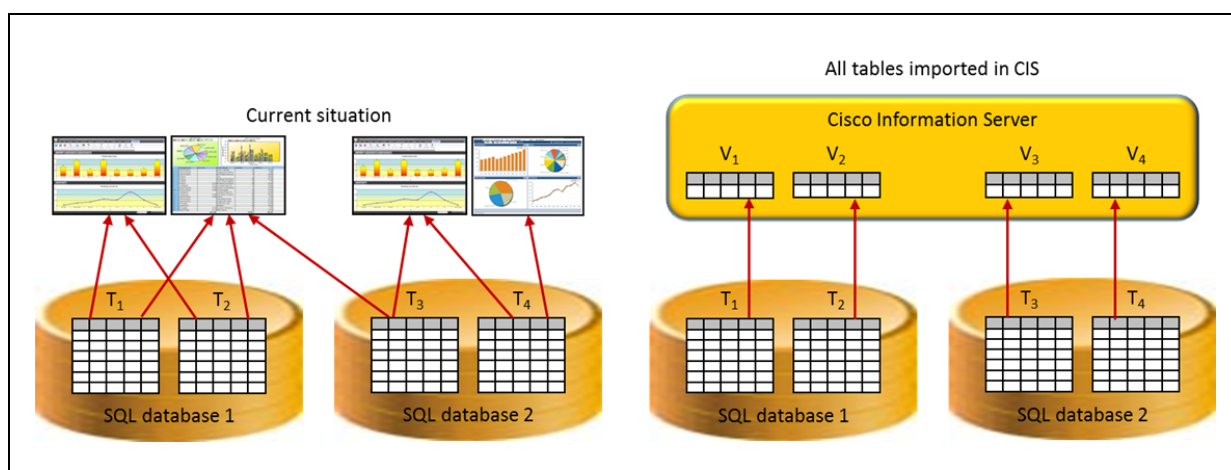 Current situation
T1
T2
SQL database 1
T3
T4
SQL database 2
All tables imported in CIS
Cisco Information Server
V1
V2
V3
V4
T1
T2
SQL database 1
T3
T4
SQL database 2